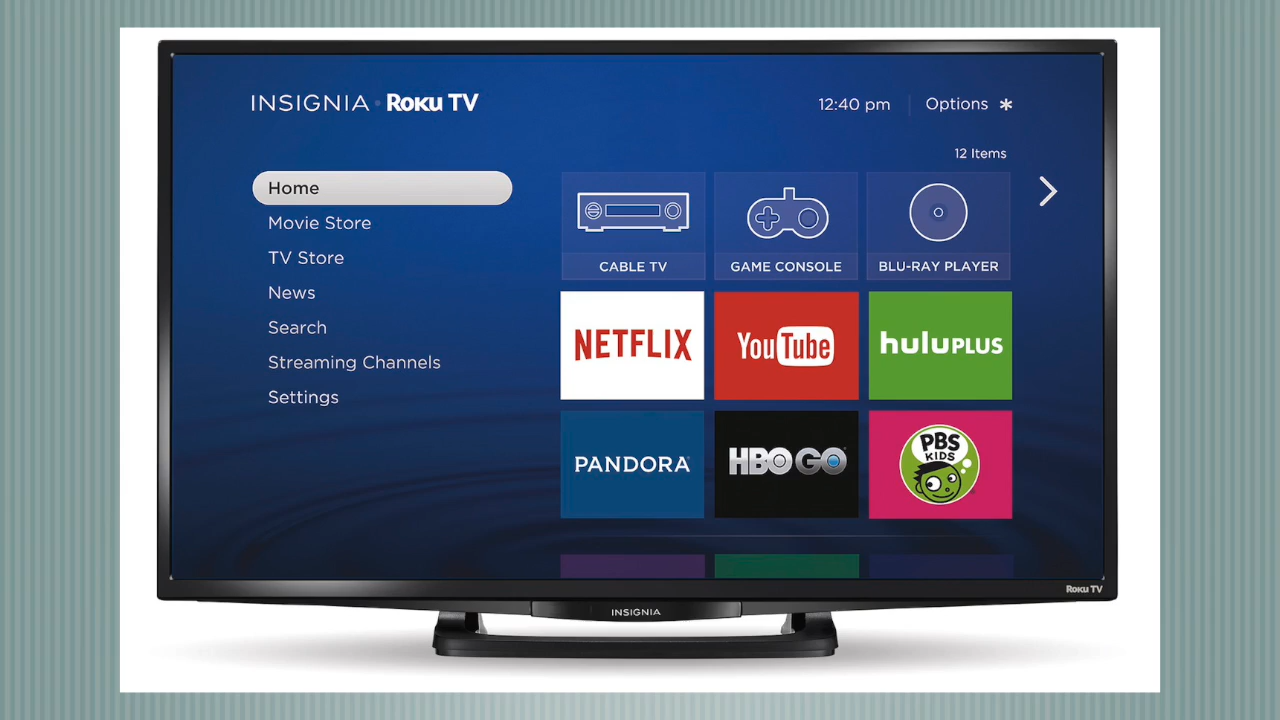 INSIGNIA • Roku TV
12:40 pm | Options *
12 Items
Home
Movie Store
TV Store
News
Search
Streaming Channels
Settings
CABLE TV
GAME CONSOLE
BLU-RAY PLAYER
NETFLIX
YouTube
huluPLUS
PANDORA
HBO GO
PBS
KIDS
Roku TV
INSIGNIA